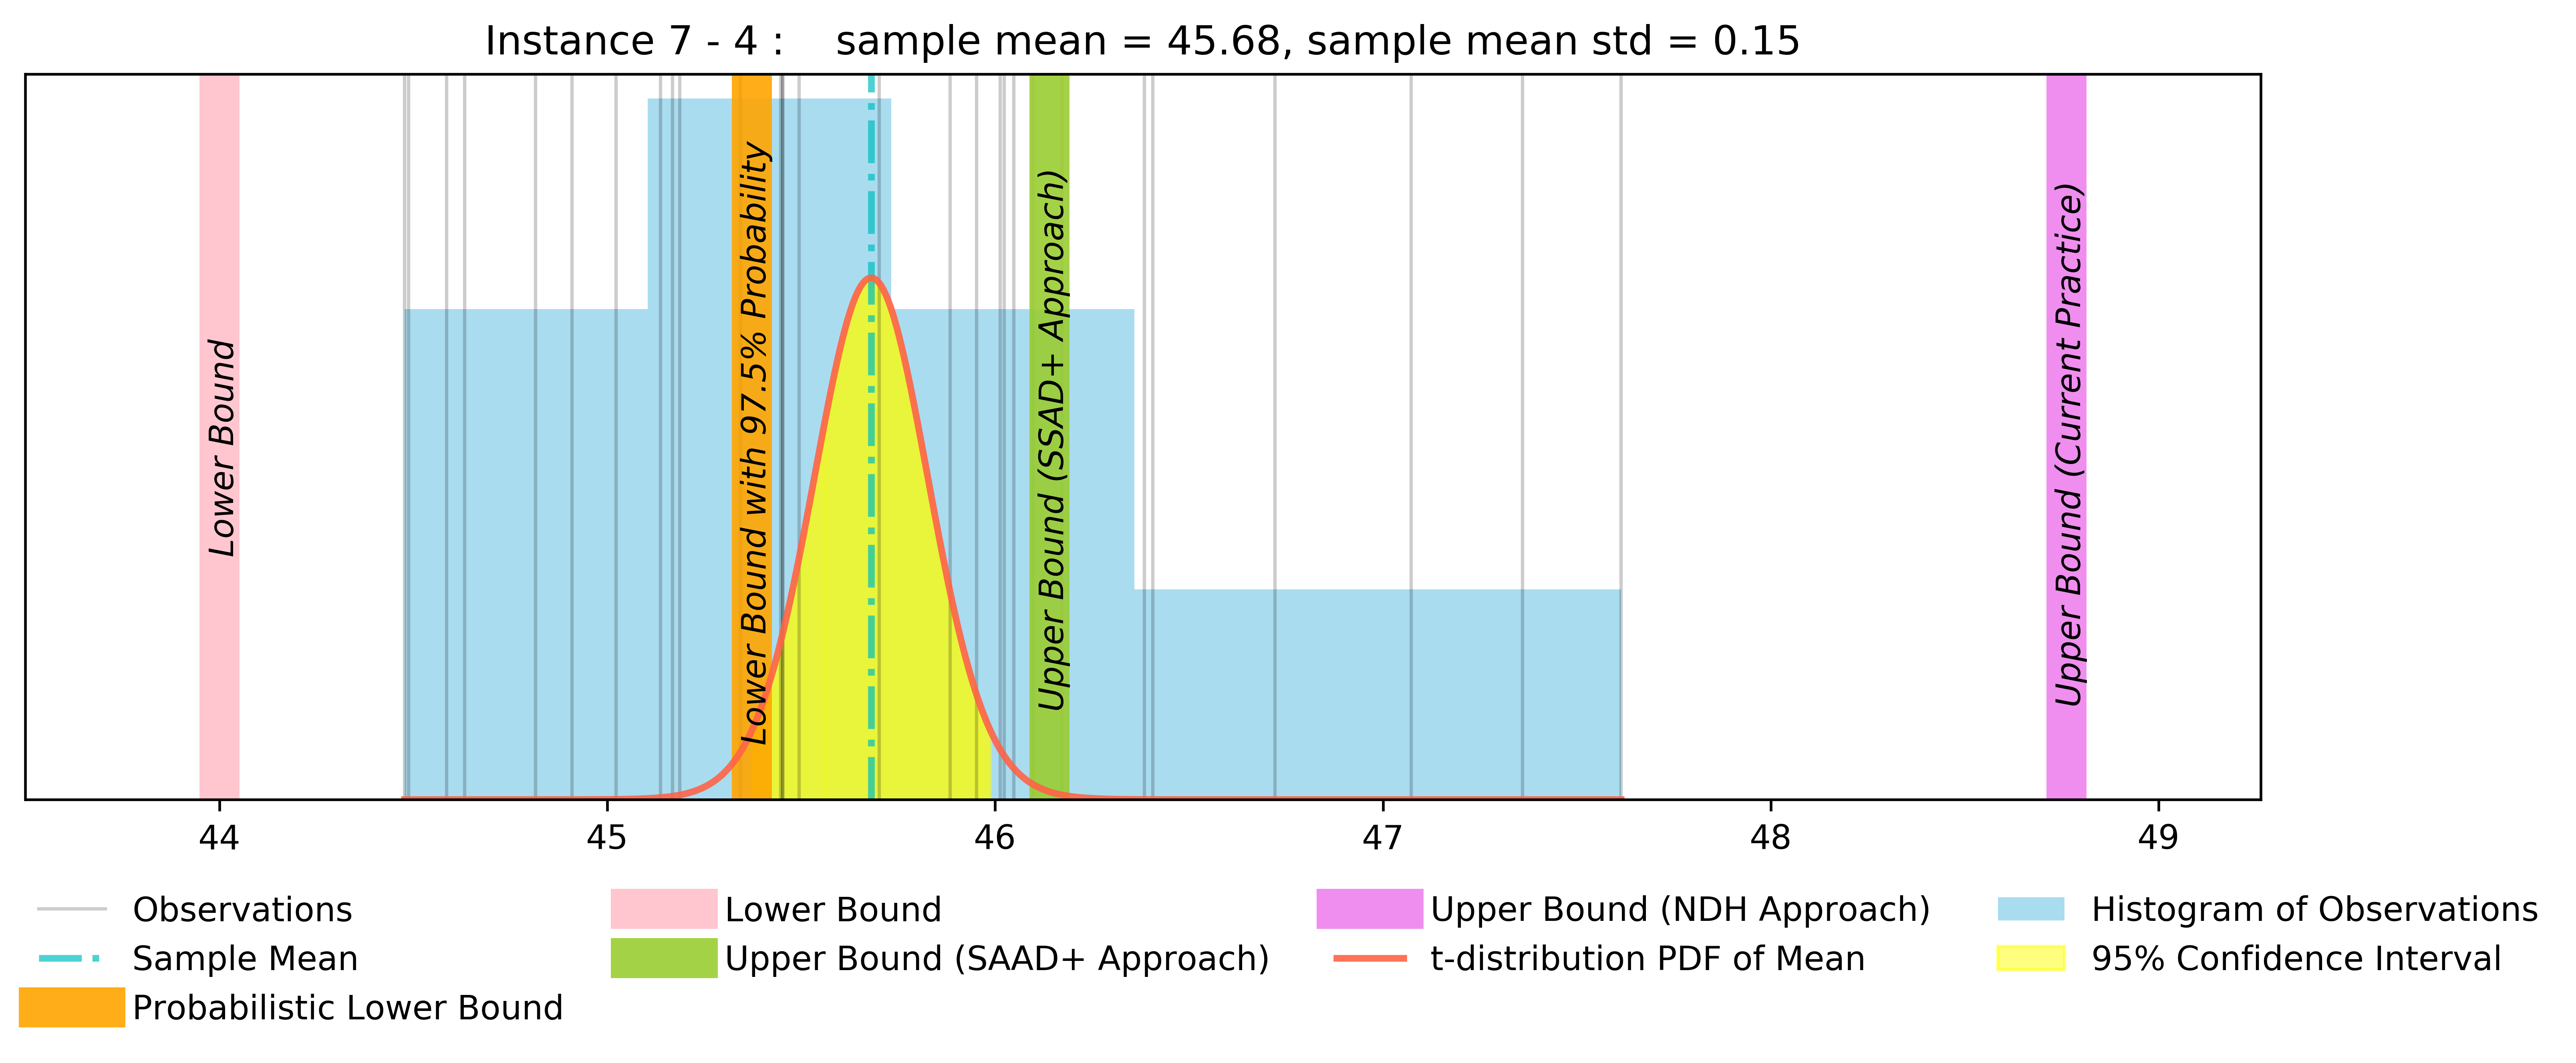 Instance 7 - 4 :    sample mean = 45.68, sample mean std = 0.15
Lower Bound
Lower Bound with 97.5% Probability
Upper Bound (SSAD+ Approach)
Upper Bound (Current Practice)
44 45 46 47 48 49
Observations
Sample Mean
Probabilistic Lower Bound
Lower Bound
Upper Bound (SAAD+ Approach)
Upper Bound (NDH Approach)
t-distribution PDF of Mean
Histogram of Observations
95% Confidence Interval